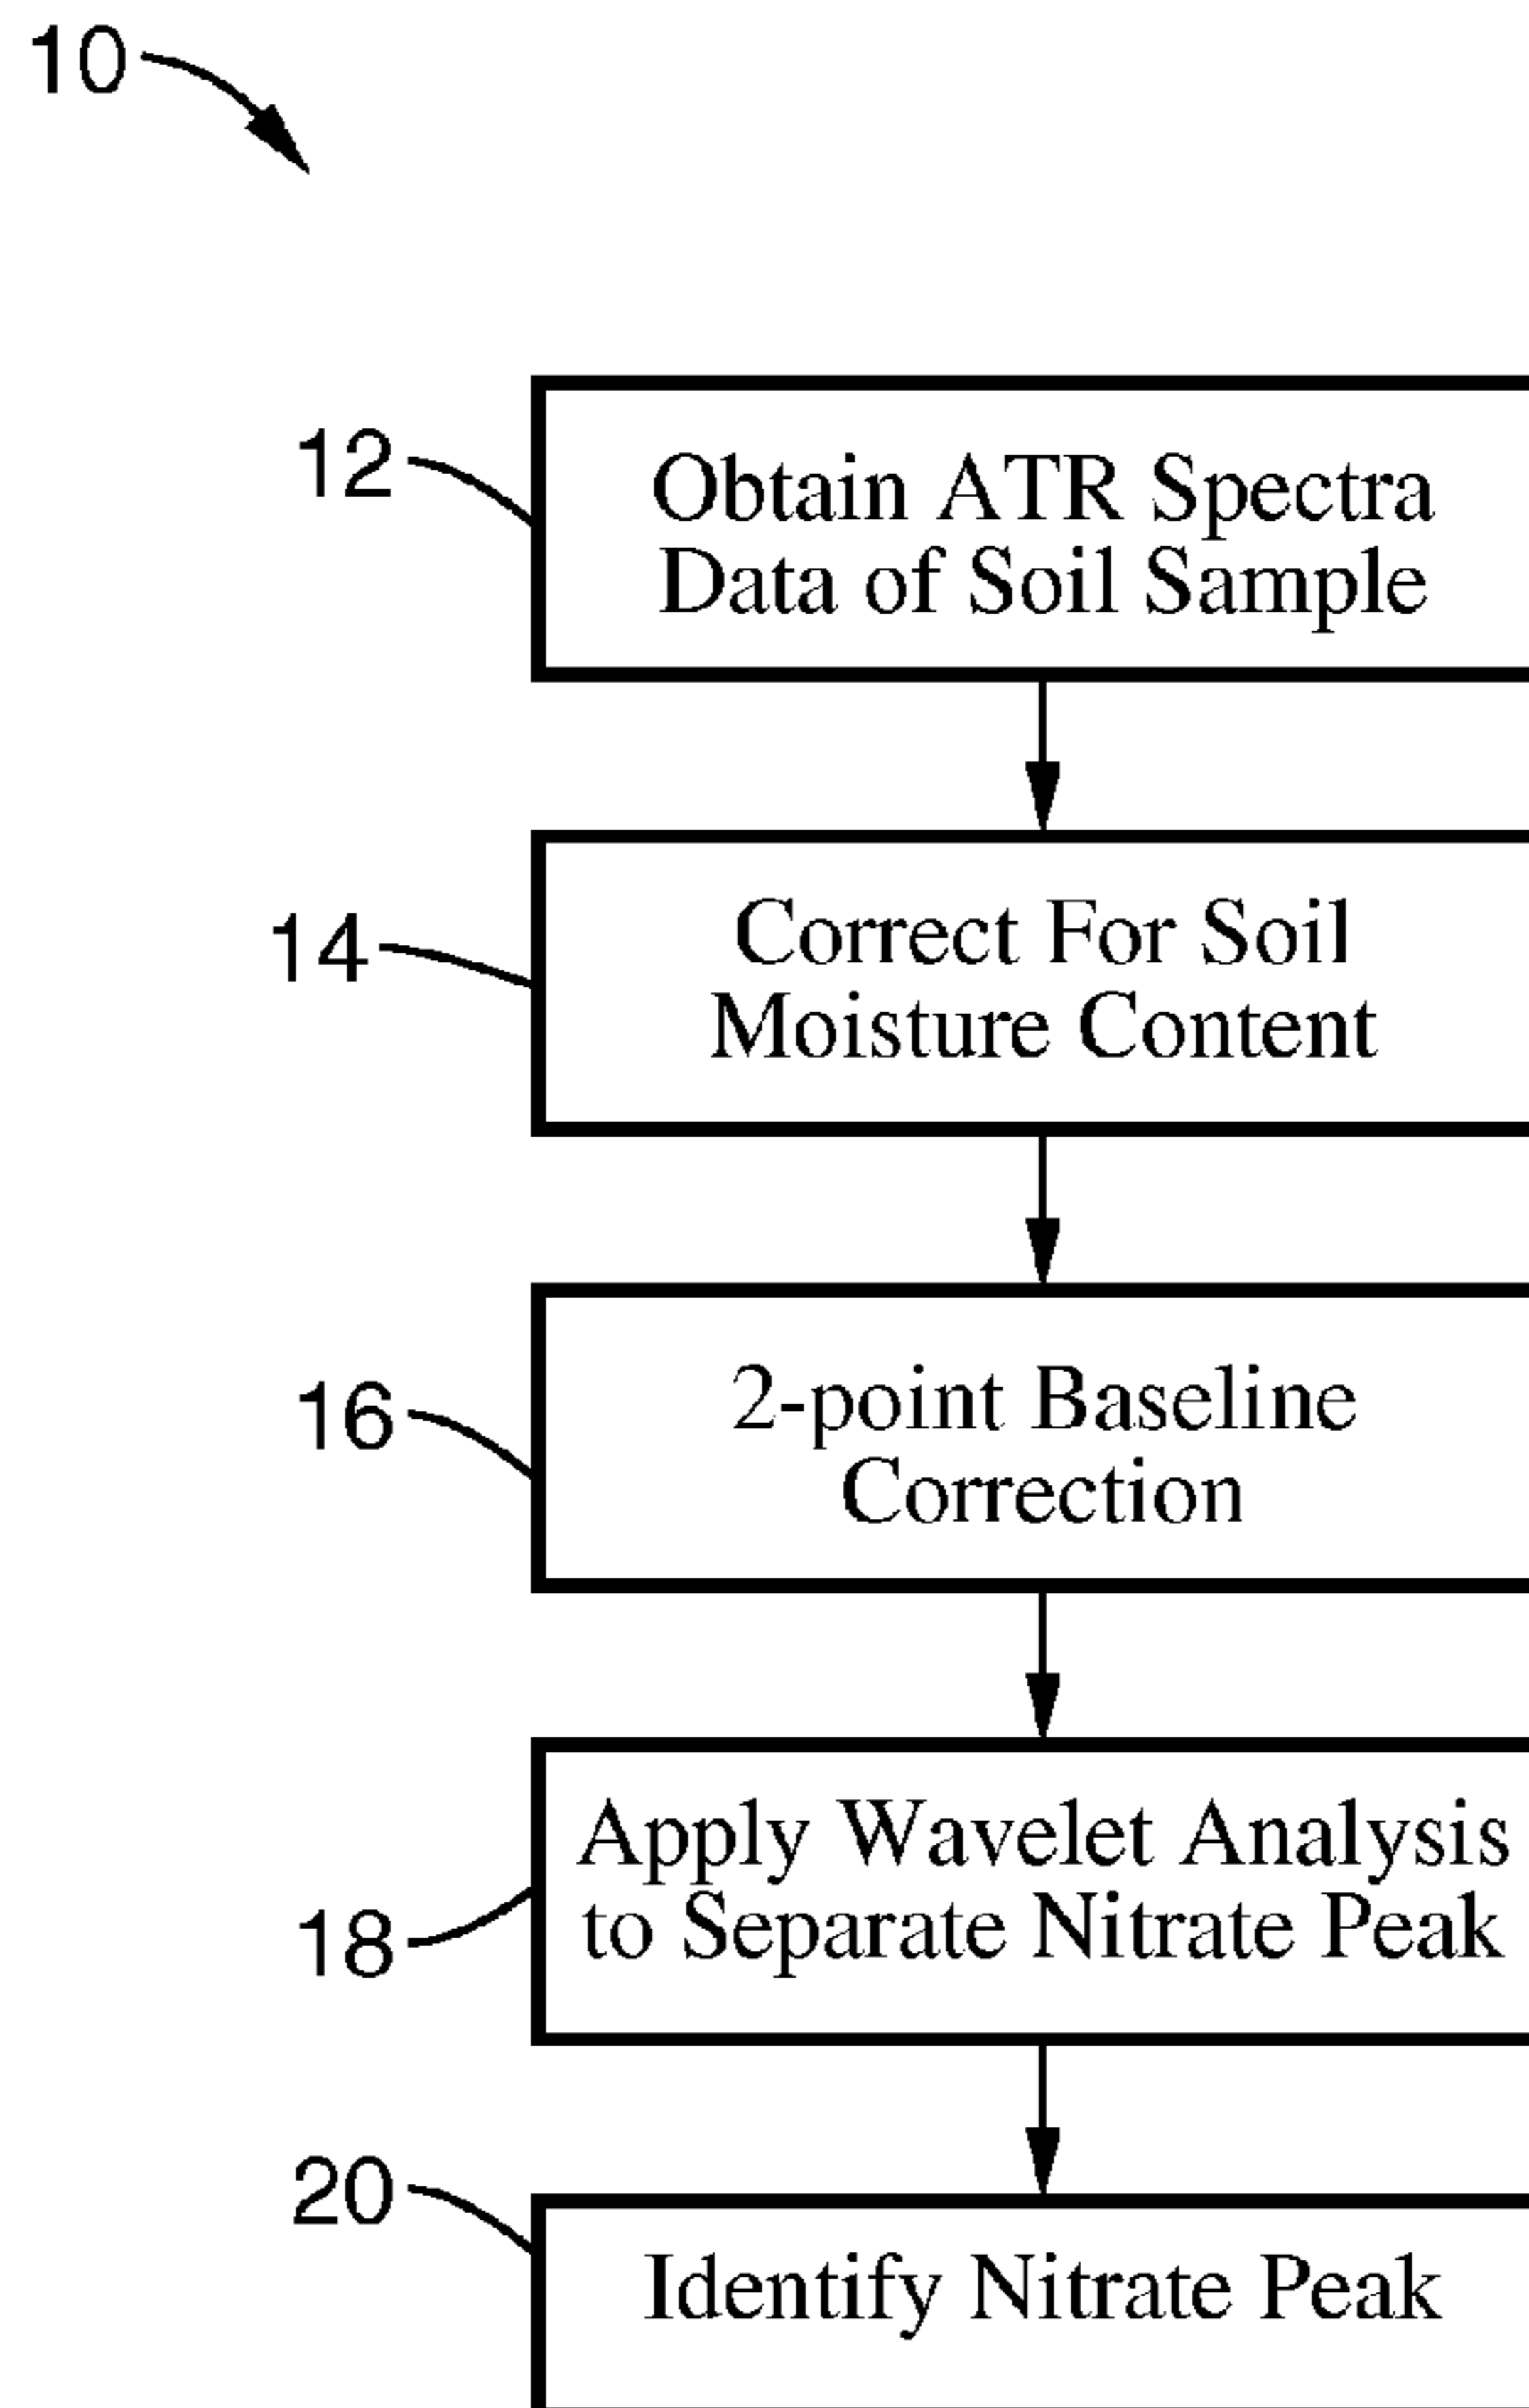 10
12
Obtain ATR Spectra
Data of Soil Sample
14
Correct For Soil
Moisture Content
16
2-point Baseline
Correction
18
Apply Wavelet Analysis
to Separate Nitrate Peak
20
Identify Nitrate Peak